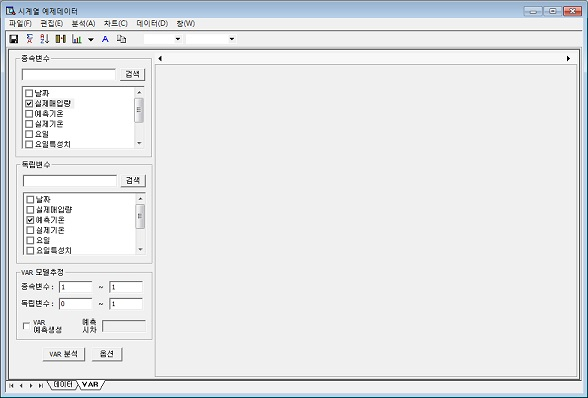 시계열 예제데이터
파일(F) 편집(E) 분석(A) 차트(C) 데이터(D) 창(W)
종속변수
검색
날짜
실제매입량
예측기온
실제기온
요일
요일특성치
독립변수
검색
날짜
실제매입량
예측기온
실제기온
요일
요일특성치
VAR 모델추정
종속변수: 1 ~ 1
독립변수: 0 ~ 1
VAR 예측
예측생성 시차
VAR 분석 옵션
데이터 VAR